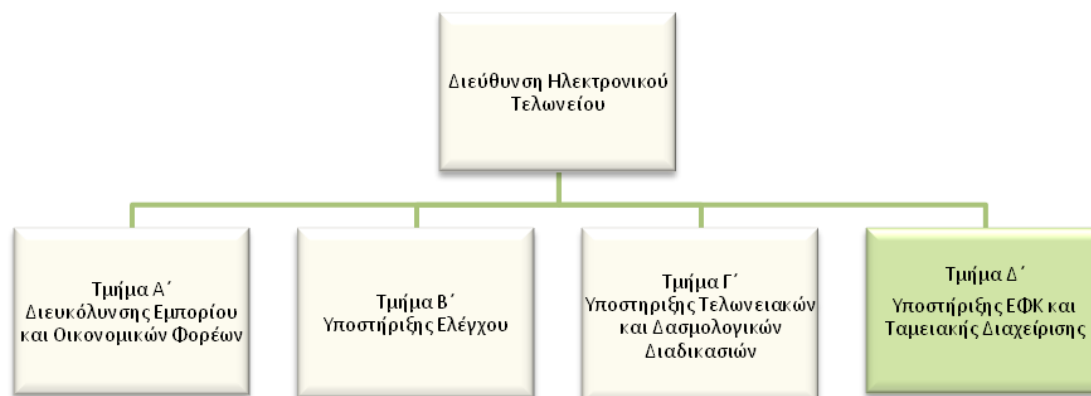 Διεύθυνση Ηλεκτρονικού
Τελωνείου
Τμήμα Α΄
Διευκόλυνσης Εμπορίου
και Οικονομικών Φορέων
Τμήμα Β΄
Υποστήριξης Ελέγχου
Τμήμα Γ΄
Υποστηριξης Τελωνειακών
και Δασμολογικών
Διαδικασιών
Τμήμα Δ΄
Υποστήριξης ΕΦΚ και
Ταμειακής Διαχείρισης